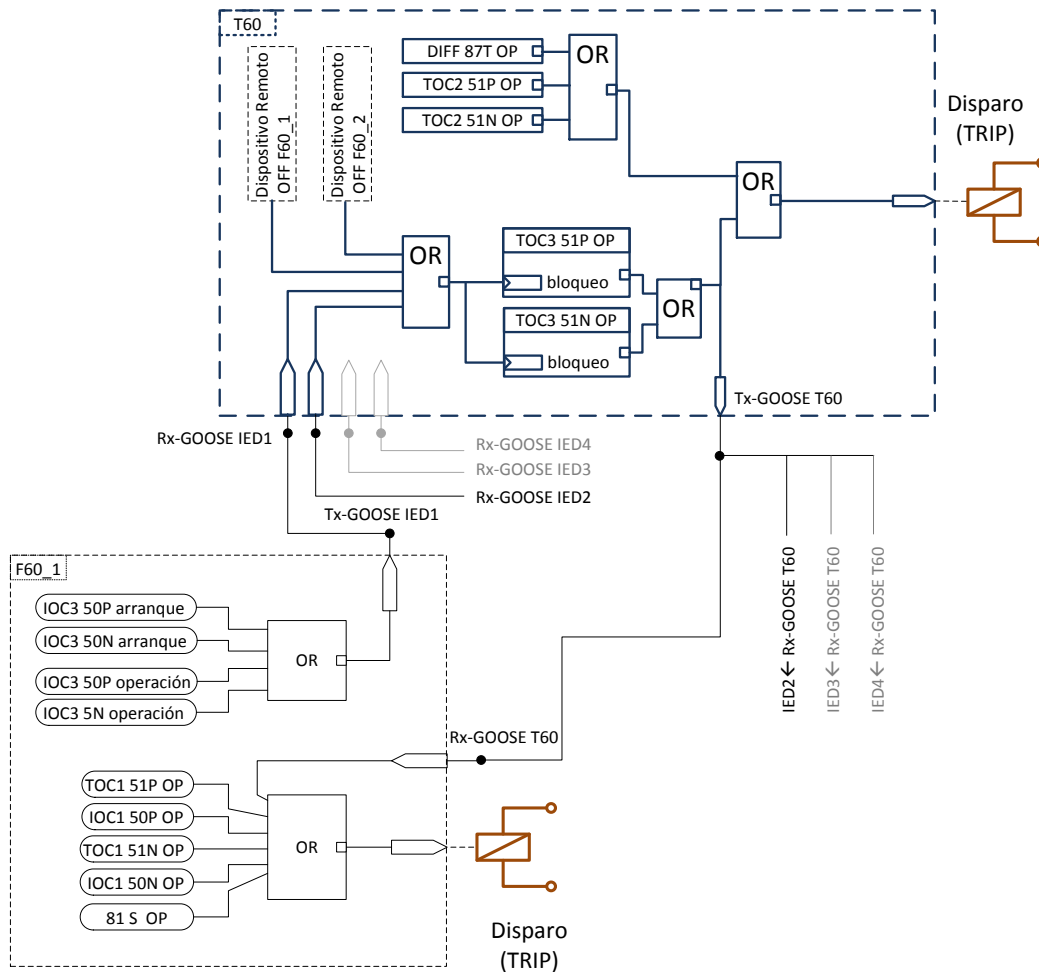 T60
Dispositivo Remoto
OFF F60_1
Dispositivo Remoto
OFF F60_2
DIFF 87T OP
TOC2 51P OP
TOC2 51N OP
OR
Disparo
(TRIP)
OR
OR
TOC3 51P OP
bloqueo
TOC3 51N OP
bloqueo
OR
Tx-GOOSE T60
Rx-GOOSE IED1
Rx-GOOSE IED4
Rx-GOOSE IED3
Rx-GOOSE IED2
Tx-GOOSE IED1
IED2← Rx-GOOSE T60
IED3← Rx-GOOSE T60
IED4← Rx-GOOSE T60
F60_1
IOC3 50P arranque
IOC3 50N arranque
IOC3 50P operación
IOC3 5N operación
OR
Rx-GOOSE T60
TOC1 51P OP
IOC1 50P OP
TOC1 51N OP
IOC1 50N OP
81 S OP
OR
Disparo
(TRIP)